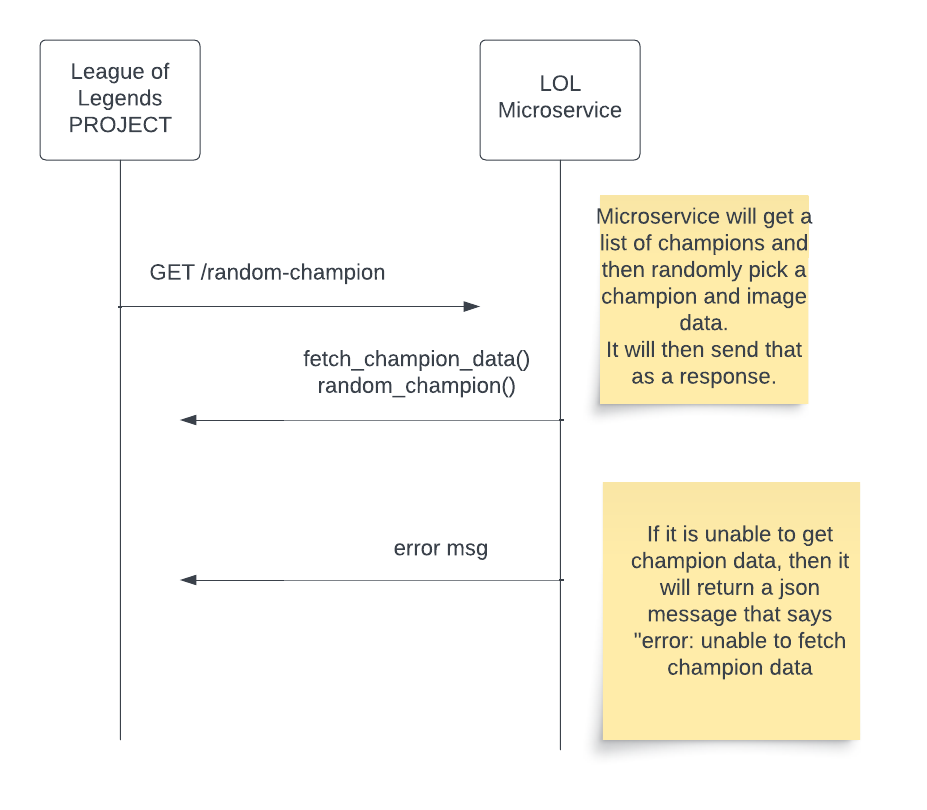 League of
Legends
PROJECT
LOL
Microservice
Microservice will get a
list of champions and
then randomly pick a
champion and image
data.
It will then send that
as a response.
GET /random-champion
fetch_champion_data()
random_champion()
error msg
If it is unable to get
champion data, then it
will return a json
message that says
"error: unable to fetch
champion data